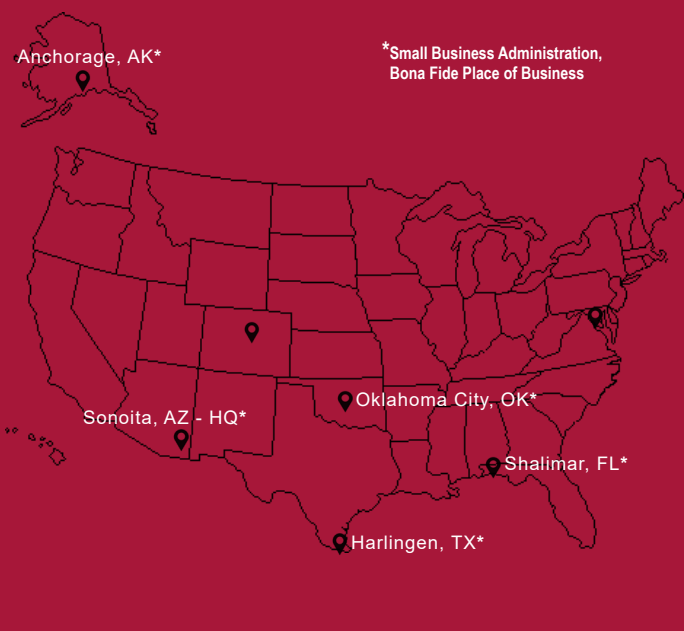 Anchorage, AK*
*Small Business Administration,
Bona Fide Place of Business
Oklahoma City, OK*
Sonoita, AZ - HQ*
Shalimar, FL*
Harlingen, TX*